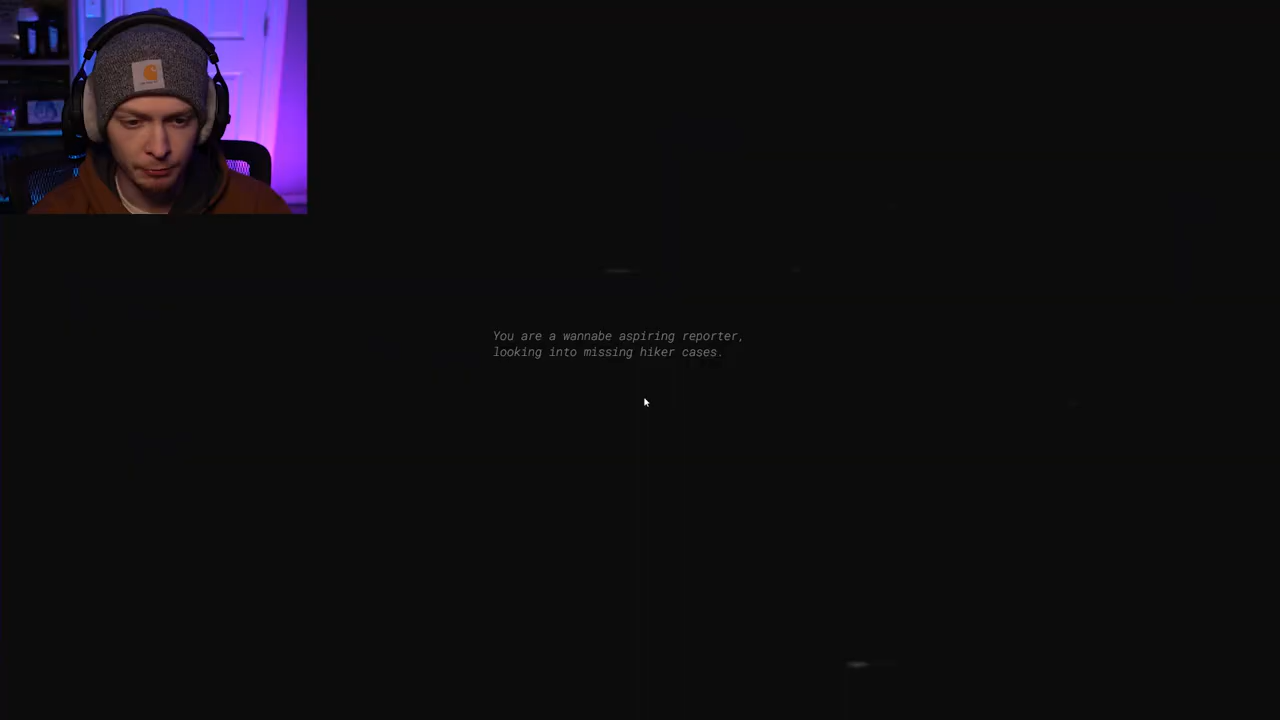 You are a wannabe aspiring reporter,
looking into missing hiker cases.